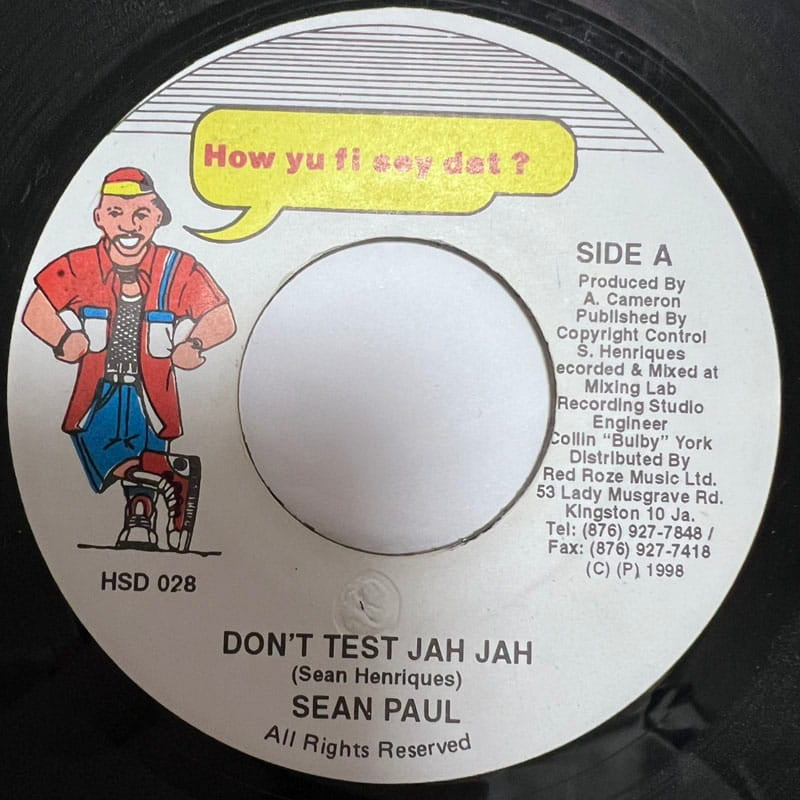 How yu fi sey dat ?
SIDE A
Produced By
A. Cameron
Published By
Copyright Control
S. Henriques
ecorded & Mixed at
Mixing Lab
Recording Studio
Engineer
Collin "Bulby" York
Distributed By
Red Roze Music Ltd.
53 Lady Musgrave Rd.
Kingston 10 Ja.
Tel: (876) 927-7848 /
Fax: (876) 927-7418
(C) (P) 1998
HSD 028
DON'T TEST JAH JAH
(Sean Henriques)
SEAN PAUL
All Rights Reserved